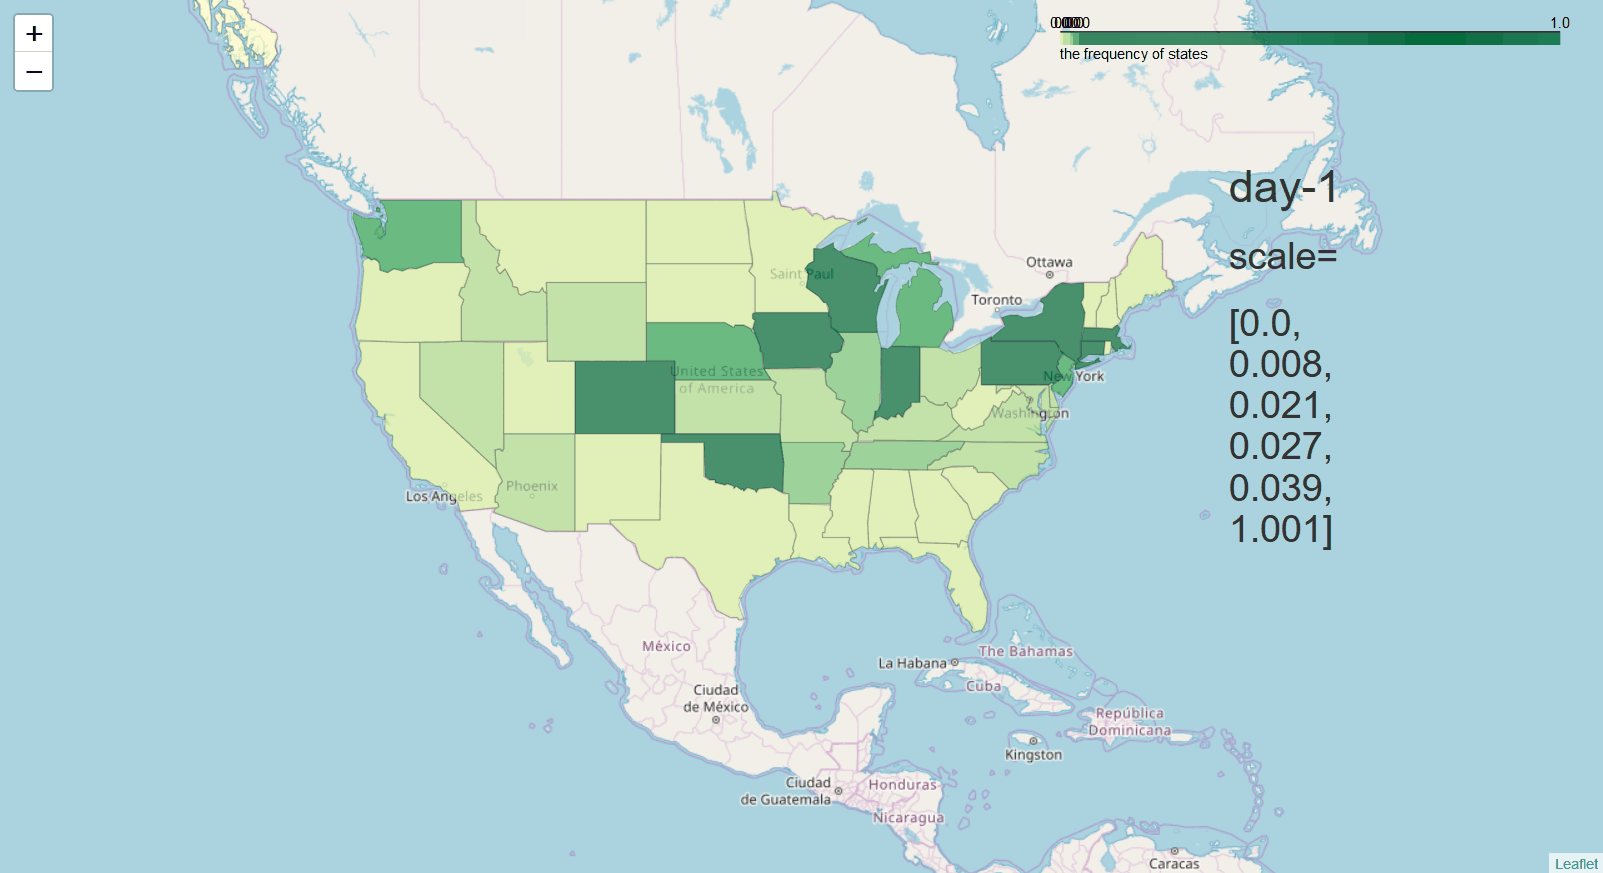 +
−
1.0
the frequency of states
day-1
scale=
[0.0,
0.008,
0.021,
0.027,
0.039,
1.001]
Ottawa
Toronto
Saint Paul
New York
United States
of America
Washington
Los Angeles
Phoenix
México
Ciudad
de México
La Habana
The Bahamas
Cuba
República
Dominicana
Kingston
Ciudad
de Guatemala
Honduras
Nicaragua
Caracas
Leaflet